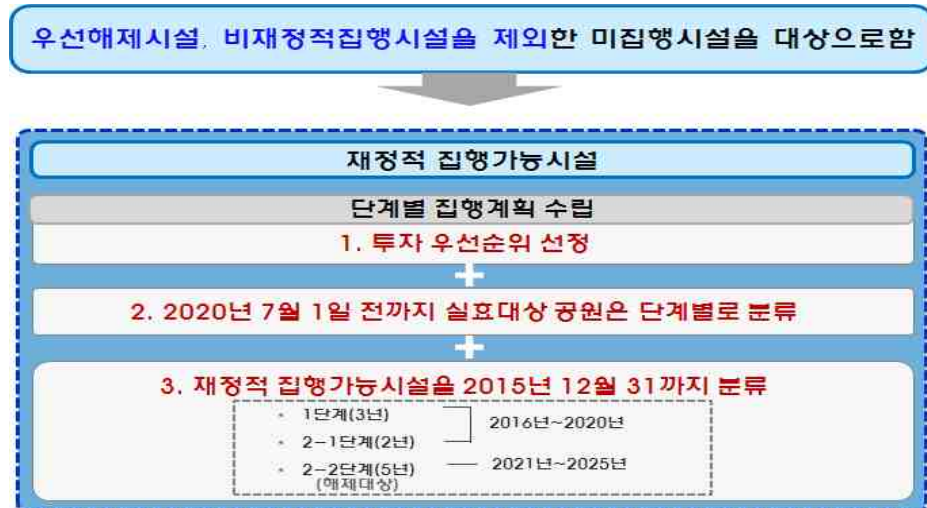 우선해제시설, 비재정적집행시설을 제외한 미집행시설을 대상으로함
재정적 집행가능시설
단계별 집행계획 수립
1. 투자 우선순위 선정
+
2. 2020년 7월 1일 전까지 실효대상 공원은 단계별로 분류
+
3. 재정적 집행가능시설을 2015년 12월 31까지 분류
• 1단계(3년)
2016년~2020년
• 2-1단계(2년)
• 2-2단계(5년)
2021년~2025년
(해제대상)